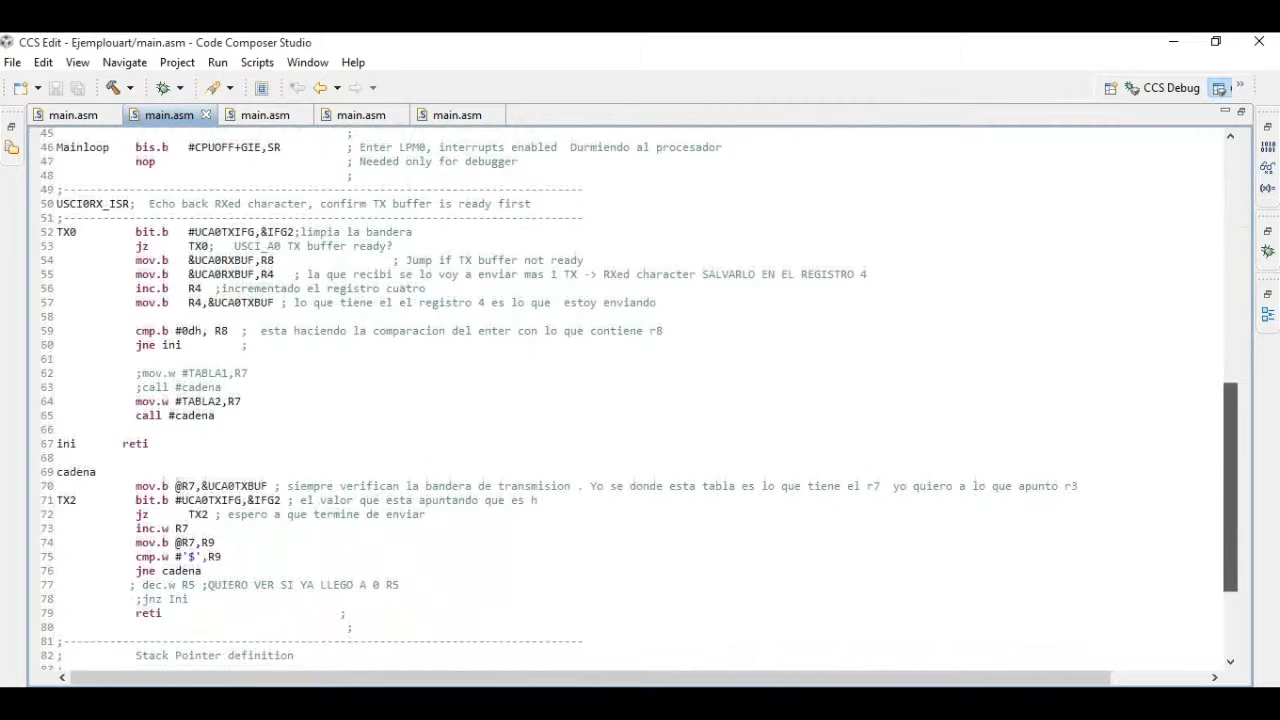 CCS Edit - Ejemplouart/main.asm - Code Composer Studio
File Edit View Navigate Project Run Scripts Window Help
CCS Debug
main.asm main.asm main.asm main.asm main.asm
45 ;
46 Mainloop bis.b #CPUOFF+GIE,SR ; Enter LPM0, interrupts enabled Durmiendo al procesador
47 nop ; Needed only for debugger
48 ;
49 ;-------------------------------------------------------------------------------
50 USCI0RX_ISR; Echo back RXed character, confirm TX buffer is ready first
51 ;-------------------------------------------------------------------------------
52 TX0 bit.b #UCA0TXIFG,&IFG2;limpia la bandera
53 jz TX0; USCI_A0 TX buffer ready?
54 mov.b &UCA0RXBUF,R8 ; Jump if TX buffer not ready
55 mov.b &UCA0RXBUF,R4 ; la que recibi se lo voy a enviar mas 1 TX -> RXed character SALVARLO EN EL REGISTRO 4
56 inc.b R4 ;incrementado el registro cuatro
57 mov.b R4,&UCA0TXBUF ; lo que tiene el el registro 4 es lo que estoy enviando
58
59 cmp.b #0dh, R8 ; esta haciendo la comparacion del enter con lo que contiene r8
60 jne ini ;
61
62 ;mov.w #TABLA1,R7
63 ;call #cadena
64 mov.w #TABLA2,R7
65 call #cadena
66
67 ini reti
68
69 cadena
70 mov.b @R7,&UCA0TXBUF ; siempre verifican la bandera de transmision . Yo se donde esta tabla es lo que tiene el r7 yo quiero a lo que apunto r3
71 TX2 bit.b #UCA0TXIFG,&IFG2 ; el valor que esta apuntando que es h
72 jz TX2 ; espero a que termine de enviar
73 inc.w R7
74 mov.b @R7,R9
75 cmp.w #'$',R9
76 jne cadena
77 ; dec.w R5 ;QUIERO VER SI YA LLEGO A 0 R5
78 ;jnz Ini
79 reti ;
80 ;
81 ;-------------------------------------------------------------------------------
82 ; Stack Pointer definition